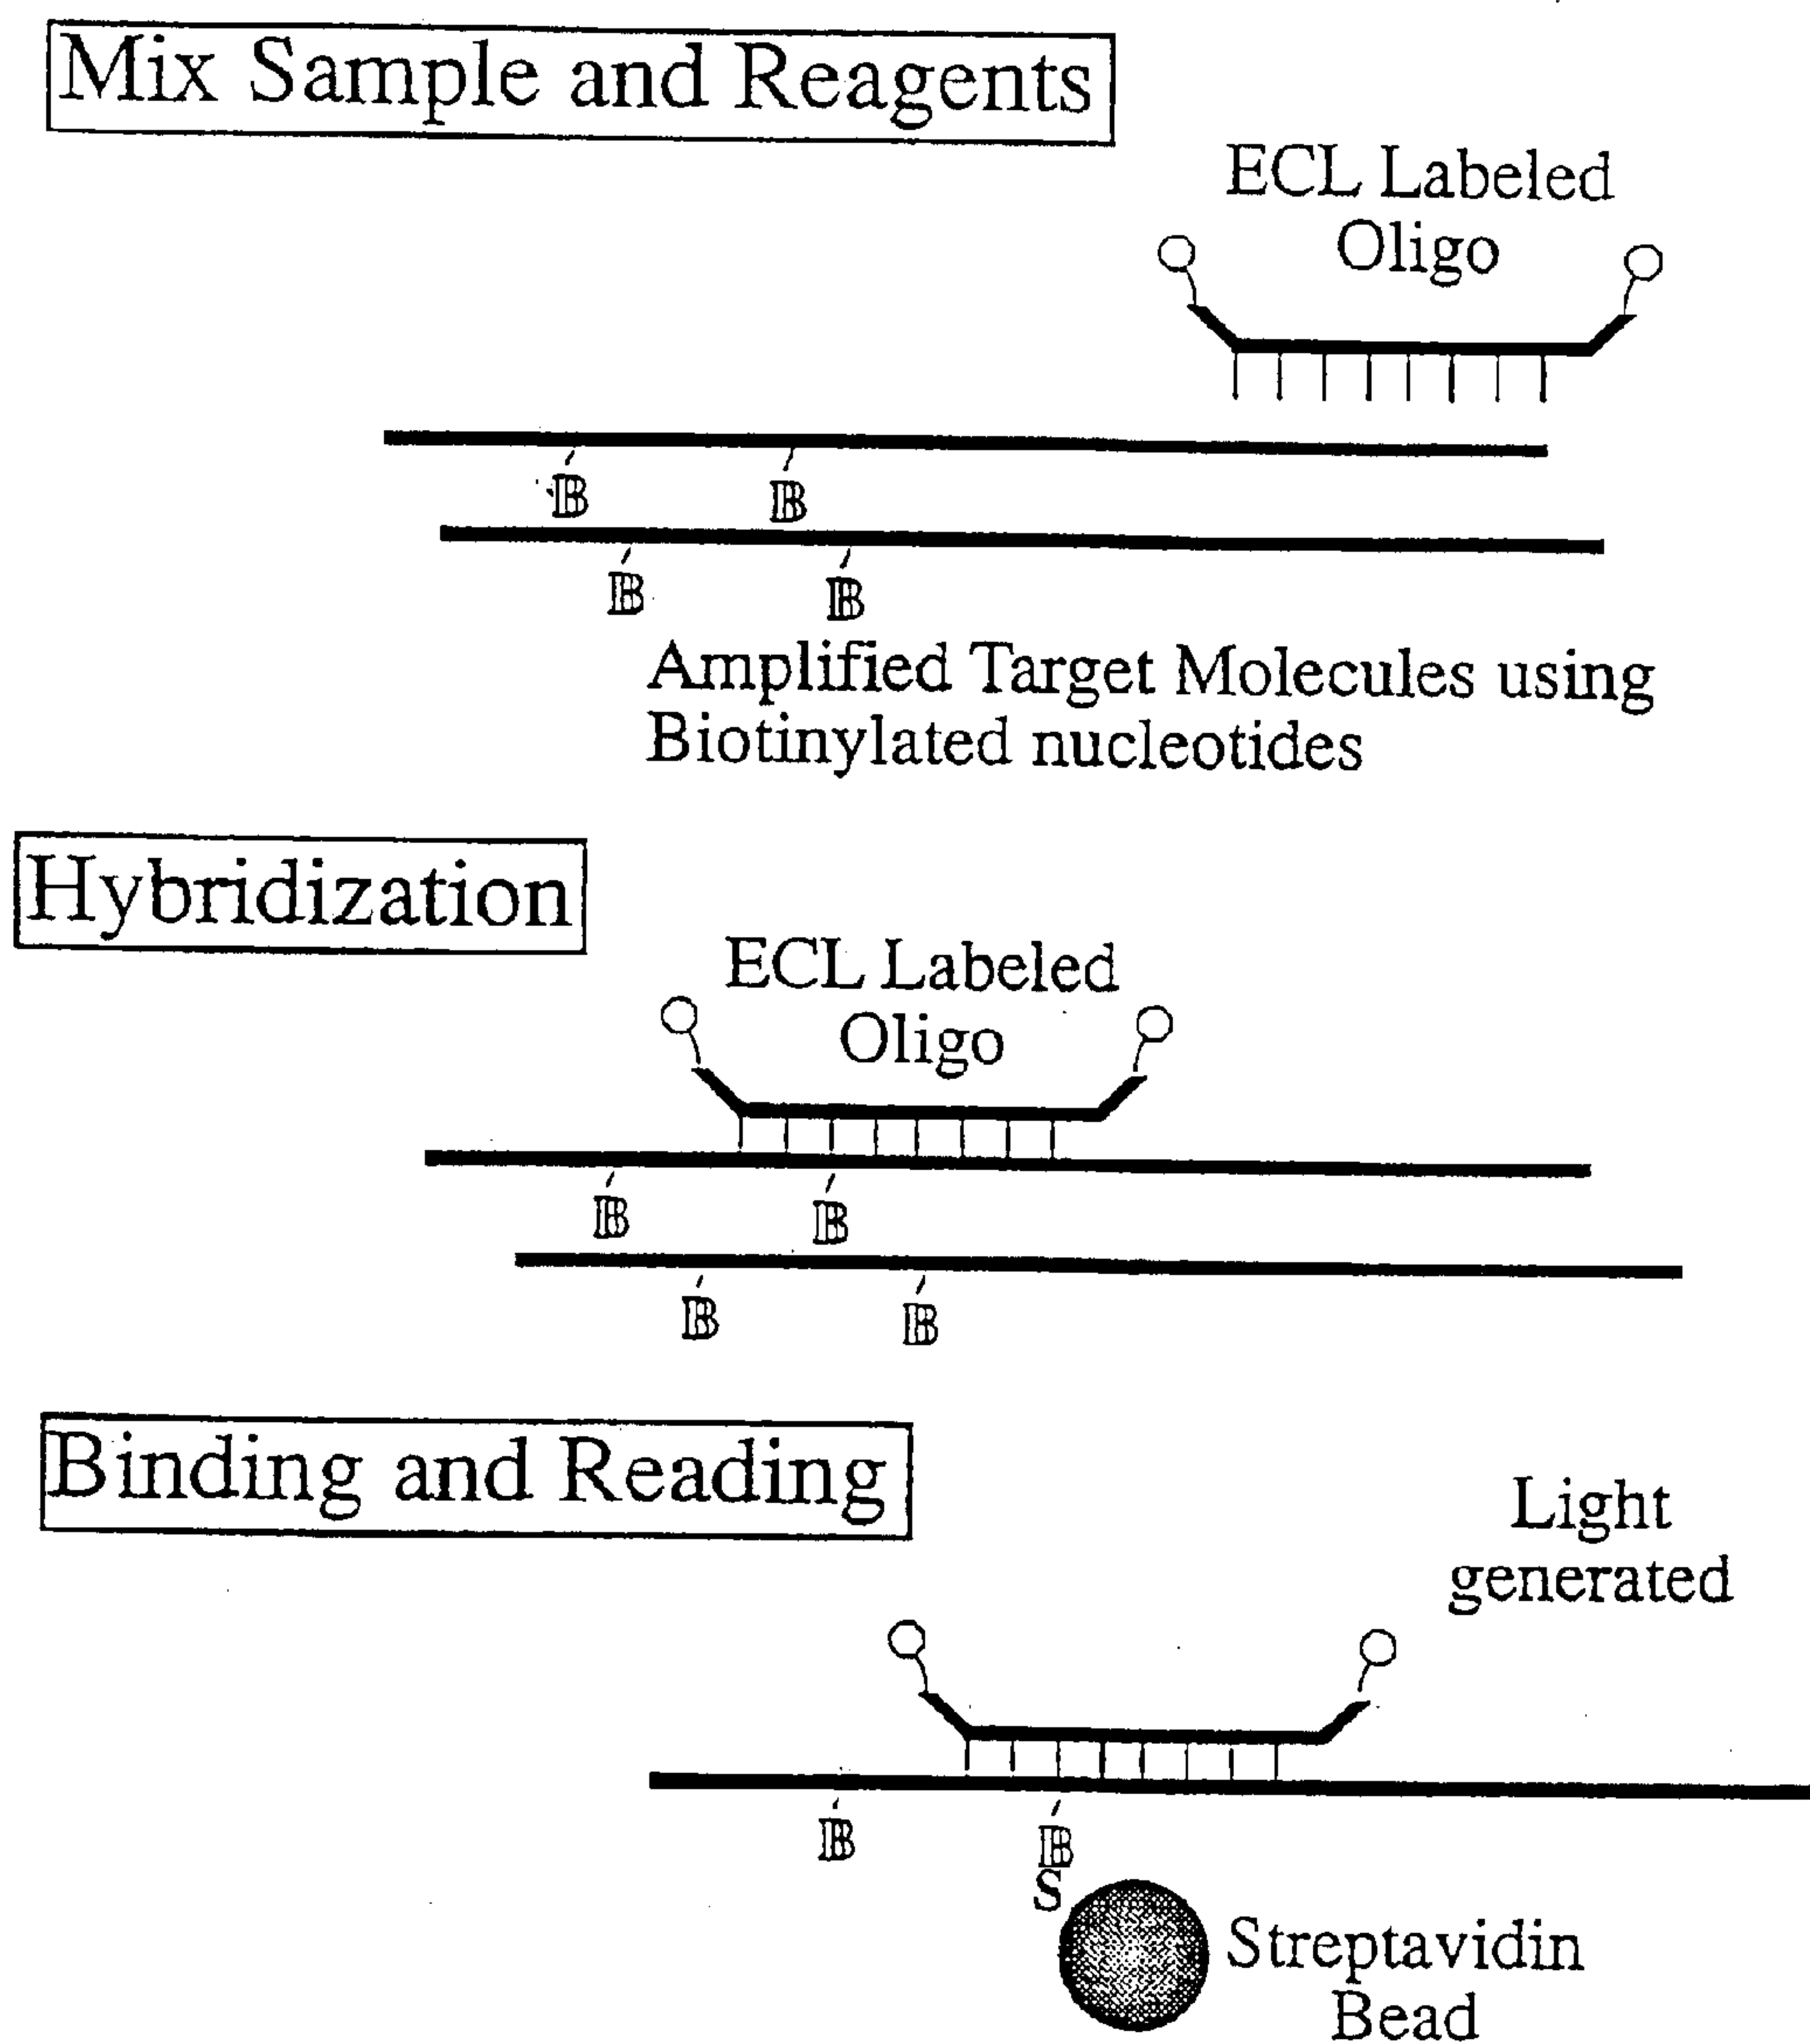 Mix Sample and Reagents
ECL Labeled
Oligo
B
B
B
B
Amplified Target Molecules using
Biotinylated nucleotides
Hybridization
ECL Labeled
Oligo
B
B
B
B
Binding and Reading
Light
generated
B
B
S
Streptavidin
Bead